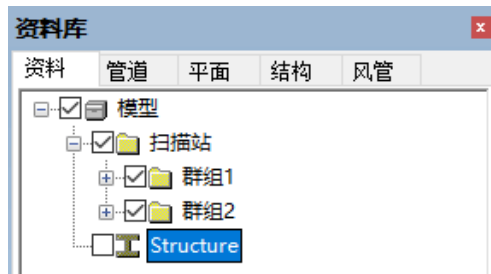 资料库
资料 管道 平面 结构 风管
模型
扫描站
群组1
群组2
Structure